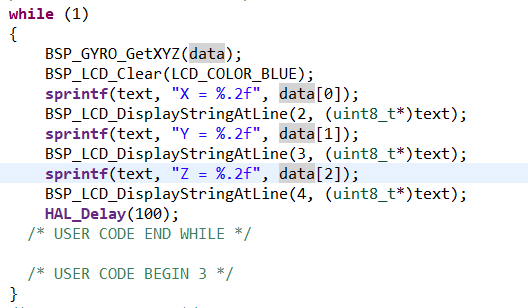 while (1)
{
BSP_GYRO_GetXYZ(data);
BSP_LCD_Clear(LCD_COLOR_BLUE);
sprintf(text, "X = %.2f", data[0]);
BSP_LCD_DisplayStringAtLine(2, (uint8_t*)text);
sprintf(text, "Y = %.2f", data[1]);
BSP_LCD_DisplayStringAtLine(3, (uint8_t*)text);
sprintf(text, "Z = %.2f", data[2]);
BSP_LCD_DisplayStringAtLine(4, (uint8_t*)text);
HAL_Delay(100);
/* USER CODE END WHILE */
/* USER CODE BEGIN 3 */
}